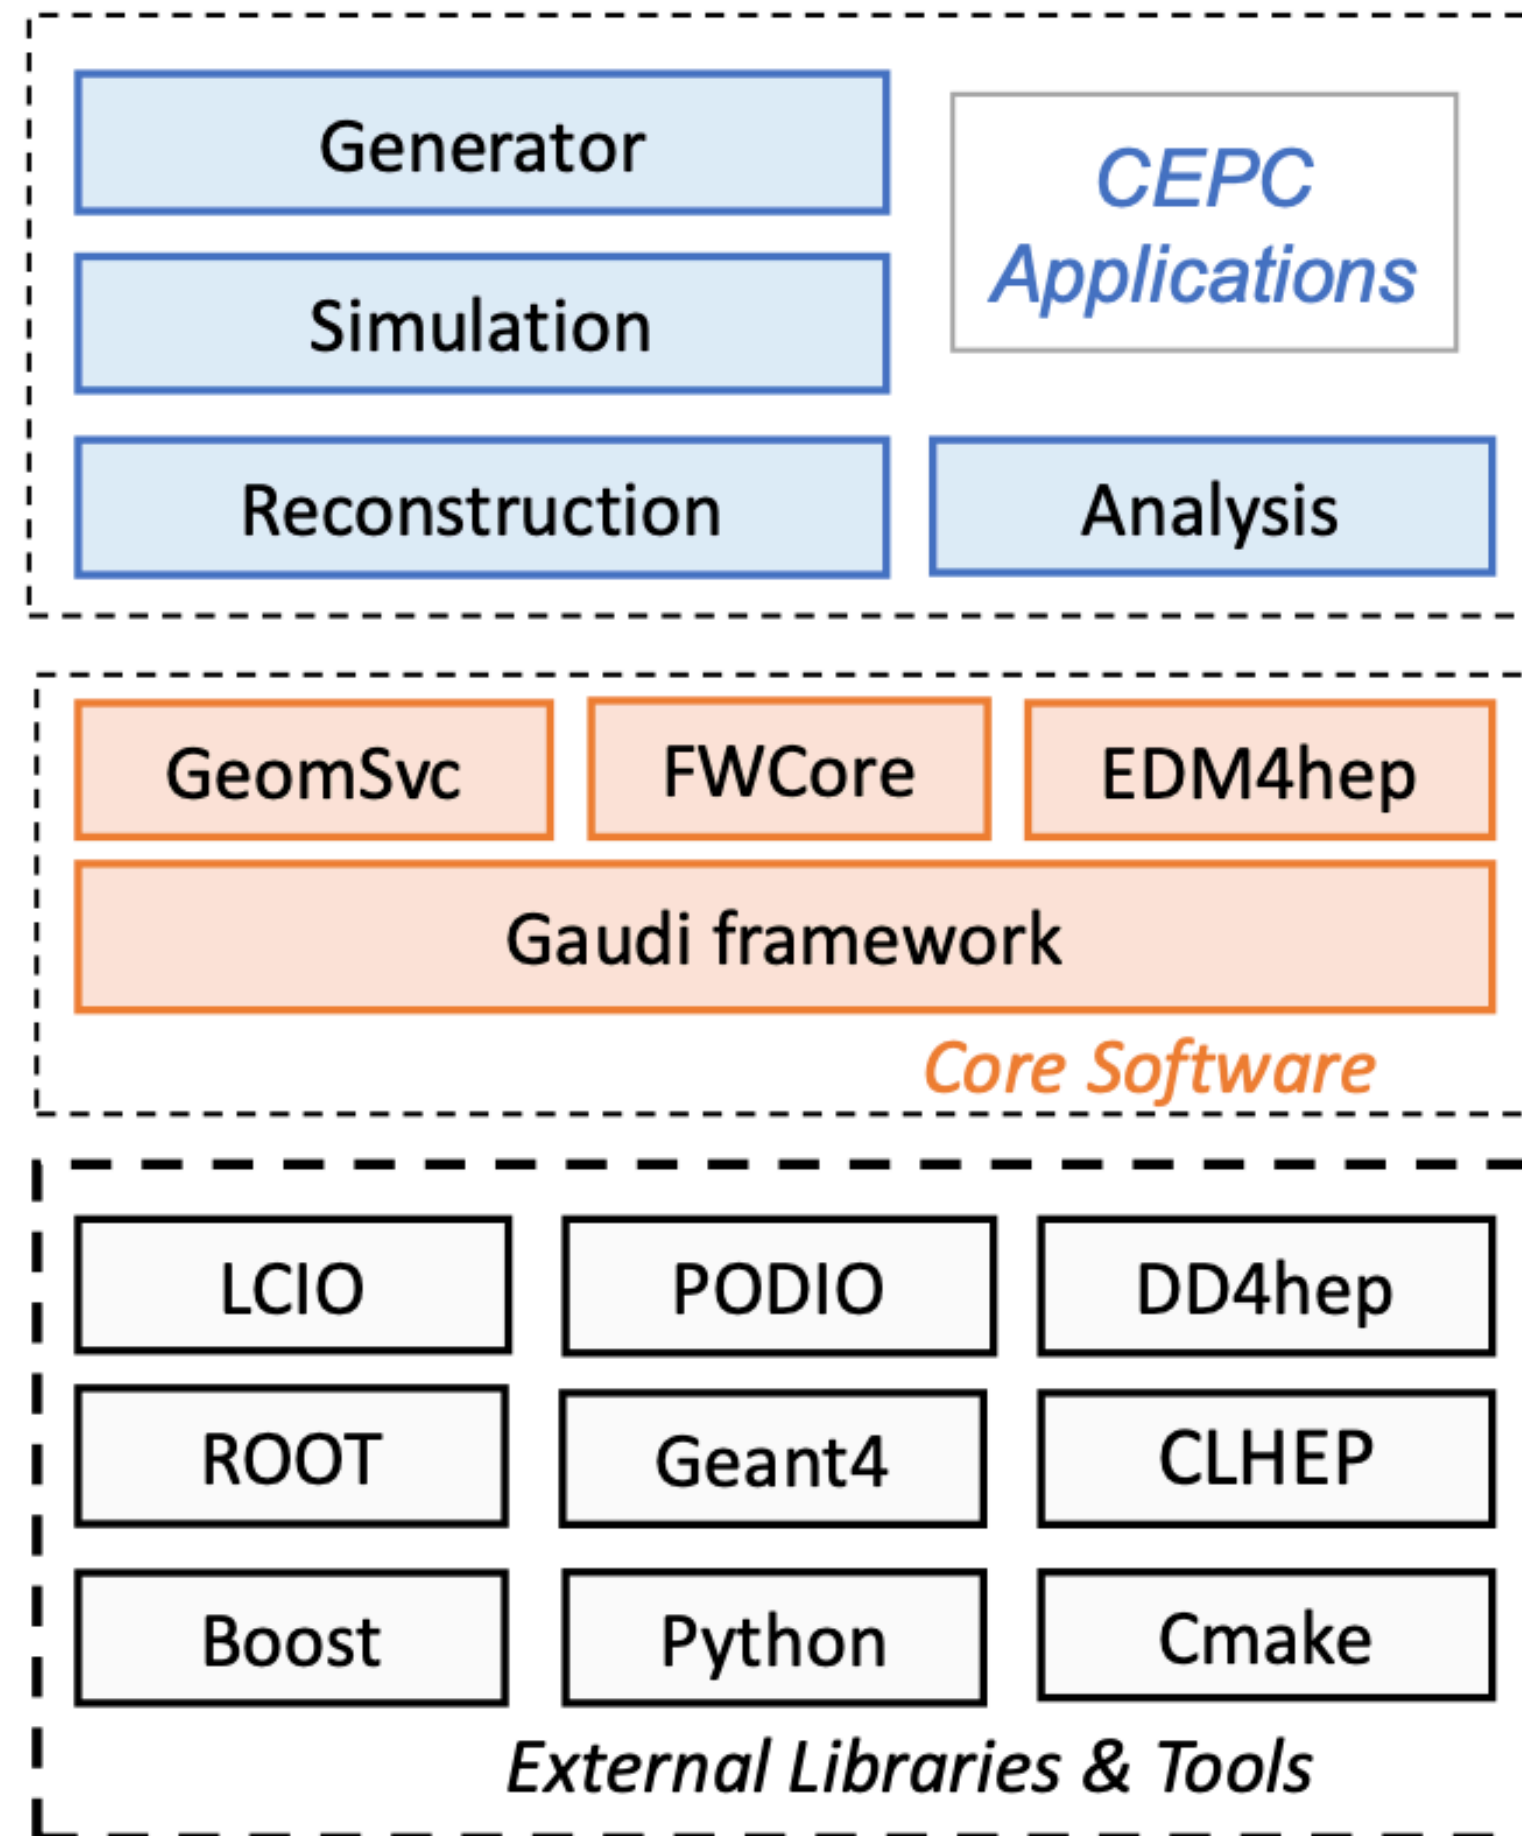 Generator
CEPC
Applications
Simulation
Reconstruction
Analysis
GeomSvc
FWCore
EDM4hep
Gaudi framework
Core Software
LCIO
PODIO
DD4hep
ROOT
Geant4
CLHEP
Boost
Python
Cmake
External Libraries & Tools